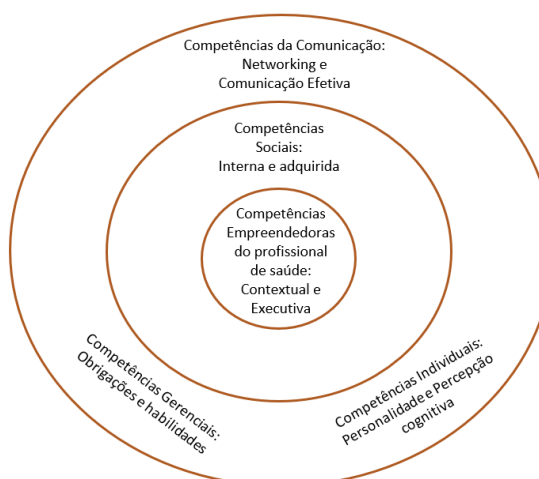 Competências da Comunicação:
Networking e
Comunicação Efetiva
Competências
Sociais:
Interna e adquirida
Competências
Empreendedoras
do profissional
de saúde:
Contextual e
Executiva
Competências Gerenciais:
Obrigações e habilidades
Competências Individuais:
Personalidade e Percepção
cognitiva